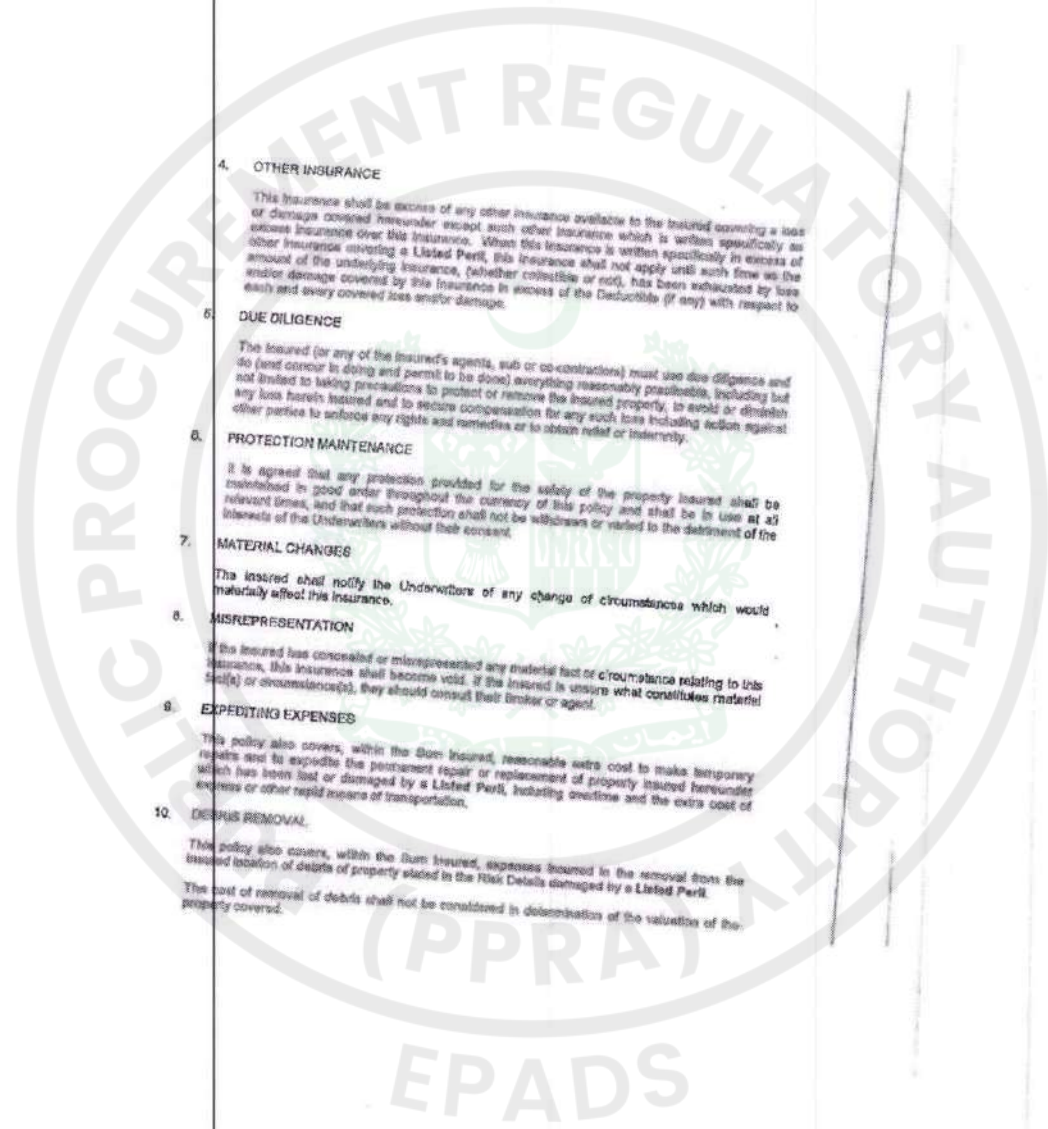 4. OTHER INSURANCE
This Insurance shall be excess of any other insurance available to the Insured covering a loss
or damage covered hereunder except such other insurance which is written specifically as
excess insurance over this Insurance. When this Insurance is written specifically in excess of
other insurance covering a Listed Peril, this insurance shall not apply until such time as the
amount of the underlying insurance, (whether collectible or not), has been exhausted by loss
and/or damage covered by this Insurance in excess of the Deductible (if any) with respect to
each and every covered loss and/or damage.
5. DUE DILIGENCE
The Insured (or any of the Insured's agents, sub or co-contractors) must use due diligence and
do (and concur in doing and permit to be done) everything reasonably practicable, including but
not limited to taking precautions to protect or remove the insured property, to avoid or diminish
any loss herein insured and to secure compensation for any such loss including action against
other parties to enforce any rights and remedies or to obtain relief or indemnity.
6. PROTECTION MAINTENANCE
It is agreed that any protection provided for the safety of the property insured shall be
maintained in good order throughout the currency of this policy and shall be in use at all
relevant times, and that such protection shall not be withdrawn or varied to the detriment of the
interests of the Underwriters without their consent.
7. MATERIAL CHANGES
The insured shall notify the Underwriters of any change of circumstances which would
materially affect this insurance.
8. MISREPRESENTATION
If the Insured has concealed or misrepresented any material fact or circumstance relating to this
insurance, this insurance shall become void. If the insured is unsure what constitutes material
fact(s) or circumstance(s), they should consult their Broker or agent.
9. EXPEDITING EXPENSES
This policy also covers, within the Sum Insured, reasonable extra cost to make temporary
repairs and to expedite the permanent repair or replacement of property insured hereunder
which has been lost or damaged by a Listed Peril, including overtime and the extra cost of
express or other rapid means of transportation.
10. DEBRIS REMOVAL
This policy also covers, within the Sum Insured, expenses incurred in the removal from the
insured location of debris of property stated in the Risk Details damaged by a Listed Peril.
The cost of removal of debris shall not be considered in determination of the valuation of the
property covered.
PUBLIC PROCUREMENT REGULATORY AUTHORITY
(PPRA)
EPADS